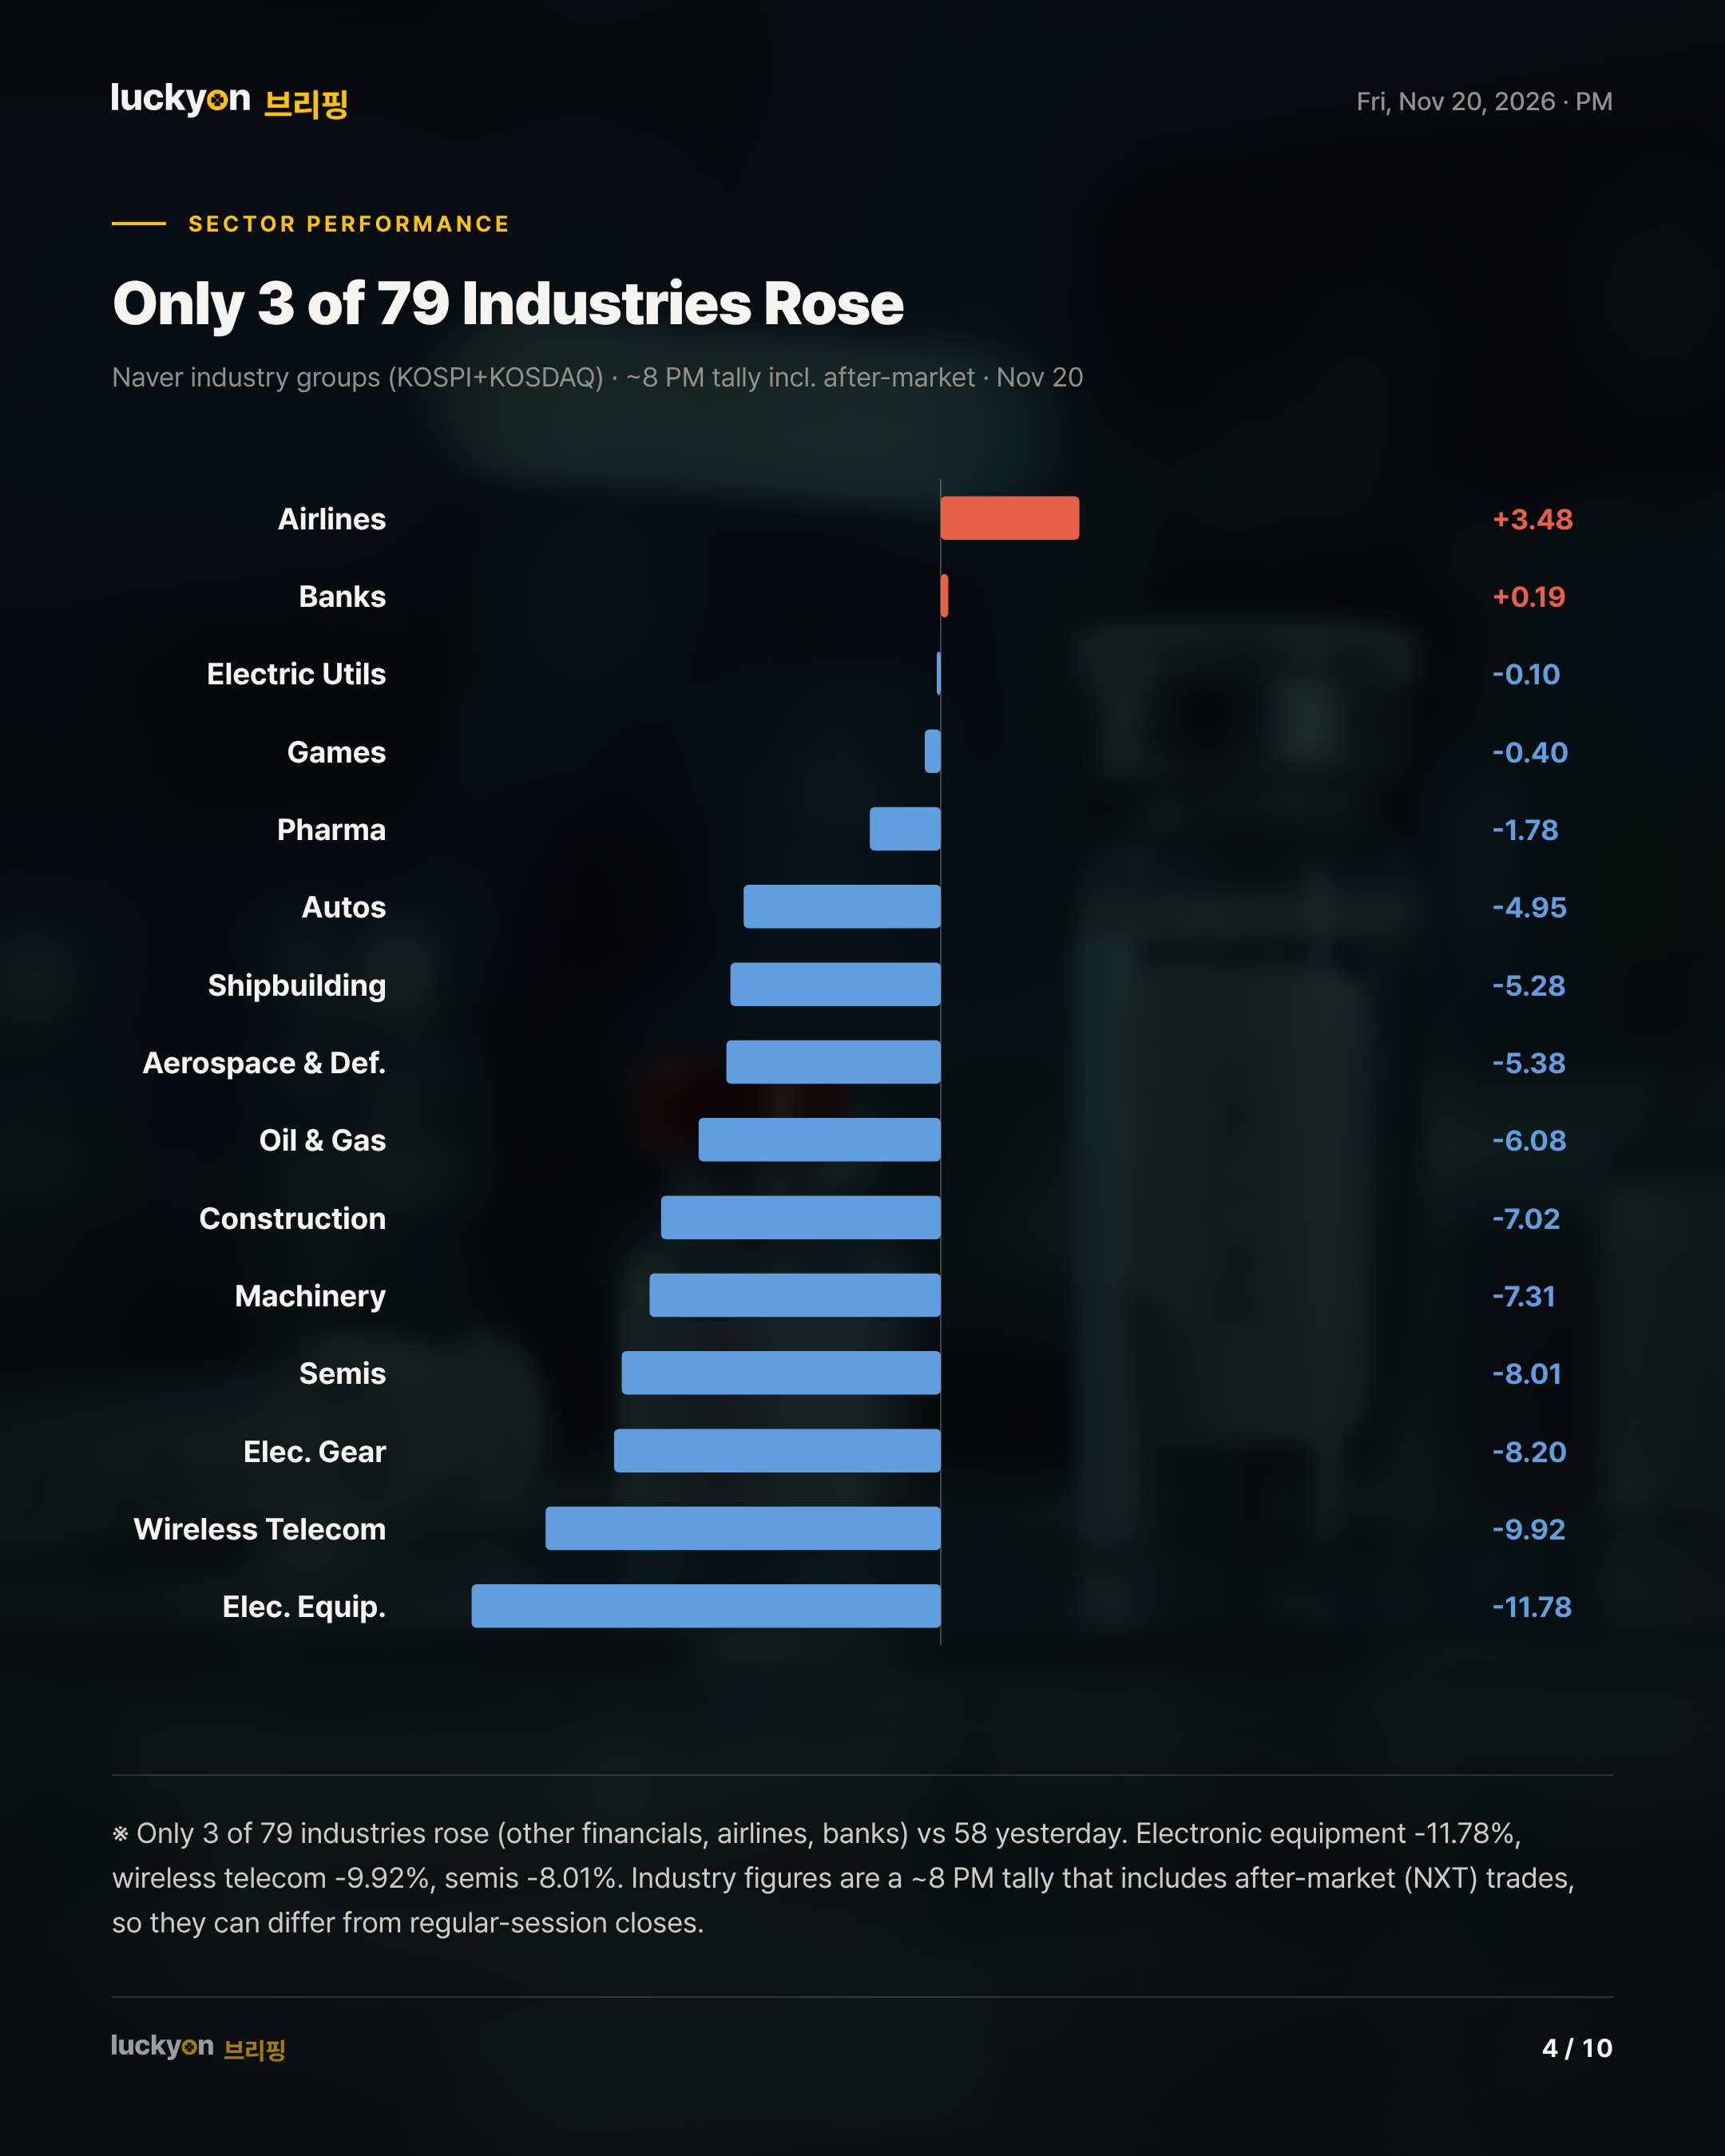 luckyon 브리핑
Fri, Nov 20, 2026 · PM
SECTOR PERFORMANCE
Only 3 of 79 Industries Rose
Naver industry groups (KOSPI+KOSDAQ) · ~8 PM tally incl. after-market · Nov 20
Airlines +3.48
Banks +0.19
Electric Utils -0.10
Games -0.40
Pharma -1.78
Autos -4.95
Shipbuilding -5.28
Aerospace & Def. -5.38
Oil & Gas -6.08
Construction -7.02
Machinery -7.31
Semis -8.01
Elec. Gear -8.20
Wireless Telecom -9.92
Elec. Equip. -11.78
※ Only 3 of 79 industries rose (other financials, airlines, banks) vs 58 yesterday. Electronic equipment -11.78%,
wireless telecom -9.92%, semis -8.01%. Industry figures are a ~8 PM tally that includes after-market (NXT) trades,
so they can differ from regular-session closes.
luckyon 브리핑
4 / 10